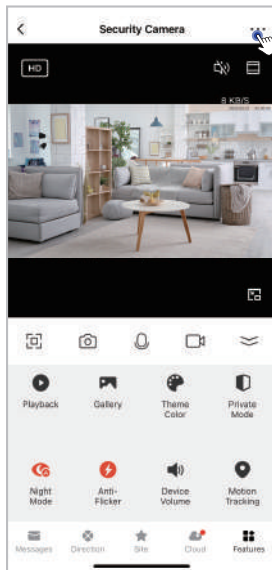 Security Camera
HD
8 KB/S
Playback
Gallery
Theme
Color
Private
Mode
Night
Mode
Anti-
Flicker
Device
Volume
Motion
Tracking
Messages
Direction
Site
Cloud
Features